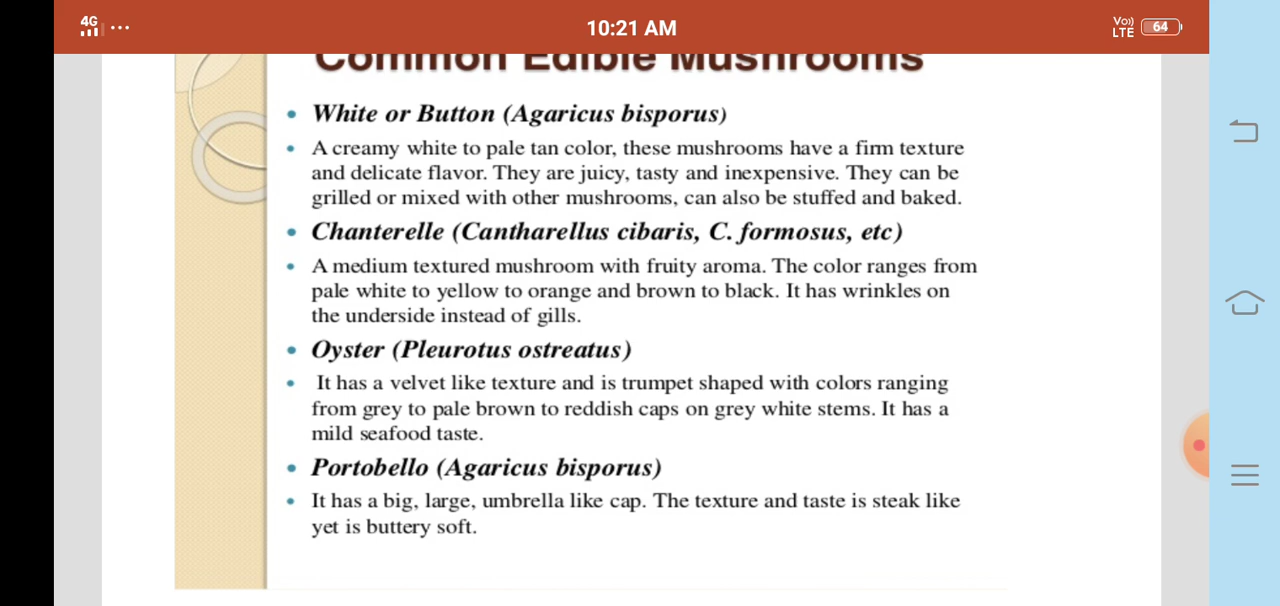 4G
10:21 AM
Vo))
LTE
64
Common Edible Mushrooms
• White or Button (Agaricus bisporus)
• A creamy white to pale tan color, these mushrooms have a firm texture
and delicate flavor. They are juicy, tasty and inexpensive. They can be
grilled or mixed with other mushrooms, can also be stuffed and baked.
• Chanterelle (Cantharellus cibaris, C. formosus, etc)
• A medium textured mushroom with fruity aroma. The color ranges from
pale white to yellow to orange and brown to black. It has wrinkles on
the underside instead of gills.
• Oyster (Pleurotus ostreatus)
• It has a velvet like texture and is trumpet shaped with colors ranging
from grey to pale brown to reddish caps on grey white stems. It has a
mild seafood taste.
• Portobello (Agaricus bisporus)
• It has a big, large, umbrella like cap. The texture and taste is steak like
yet is buttery soft.